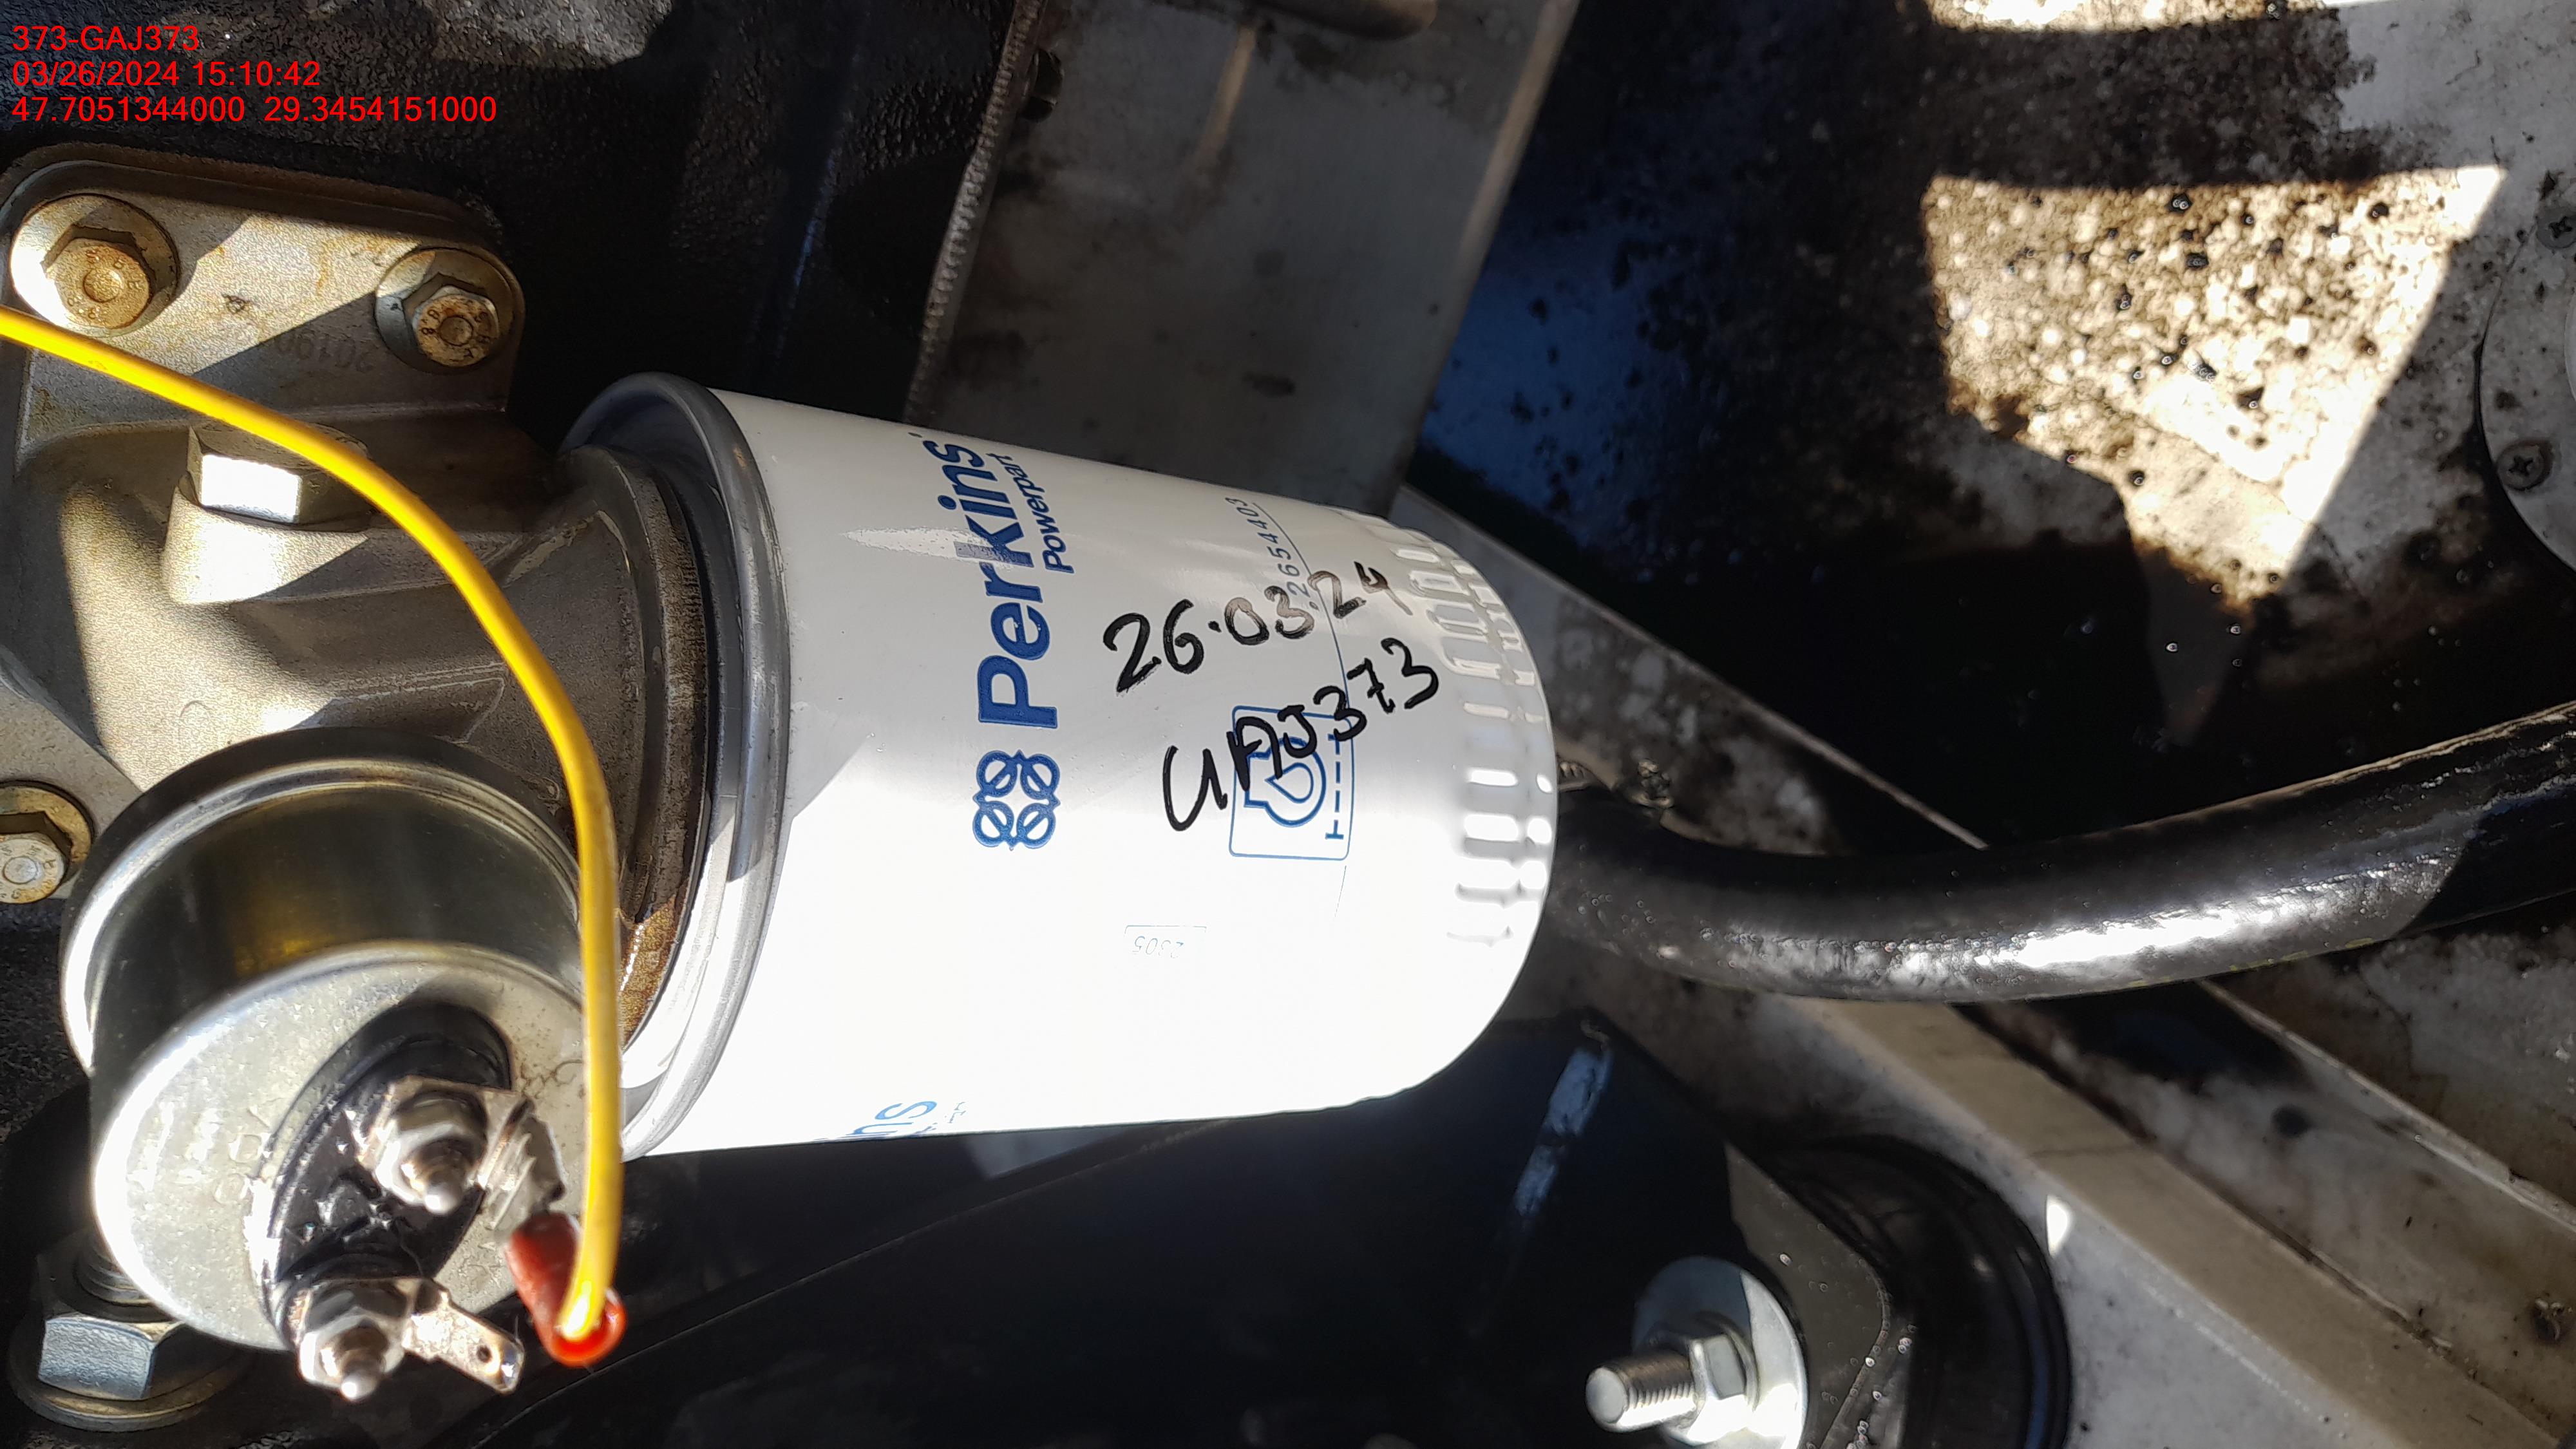 373-GAJ373
03/26/2024 15:10:42
47.7051344000 29.3454151000
Perkins
Powerpart
2654403
26.03.24
GAJ373
2305